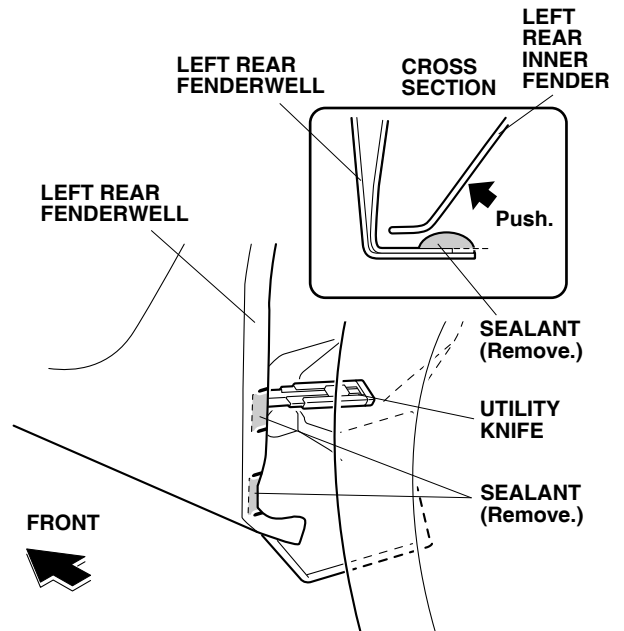 LEFT
REAR
INNER
FENDER
LEFT REAR
FENDERWELL
CROSS
SECTION
Push.
LEFT REAR
FENDERWELL
SEALANT
(Remove.)
UTILITY
KNIFE
SEALANT
(Remove.)
FRONT